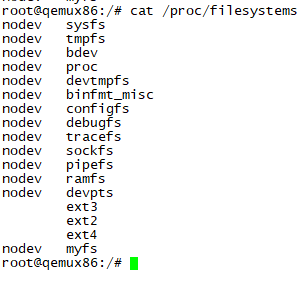 nodev   myfs
root@qemux86:/# cat /proc/filesystems
nodev   sysfs
nodev   tmpfs
nodev   bdev
nodev   proc
nodev   devtmpfs
nodev   binfmt_misc
nodev   configfs
nodev   debugfs
nodev   tracefs
nodev   sockfs
nodev   pipefs
nodev   ramfs
nodev   devpts
        ext3
        ext2
        ext4
nodev   myfs
root@qemux86:/#